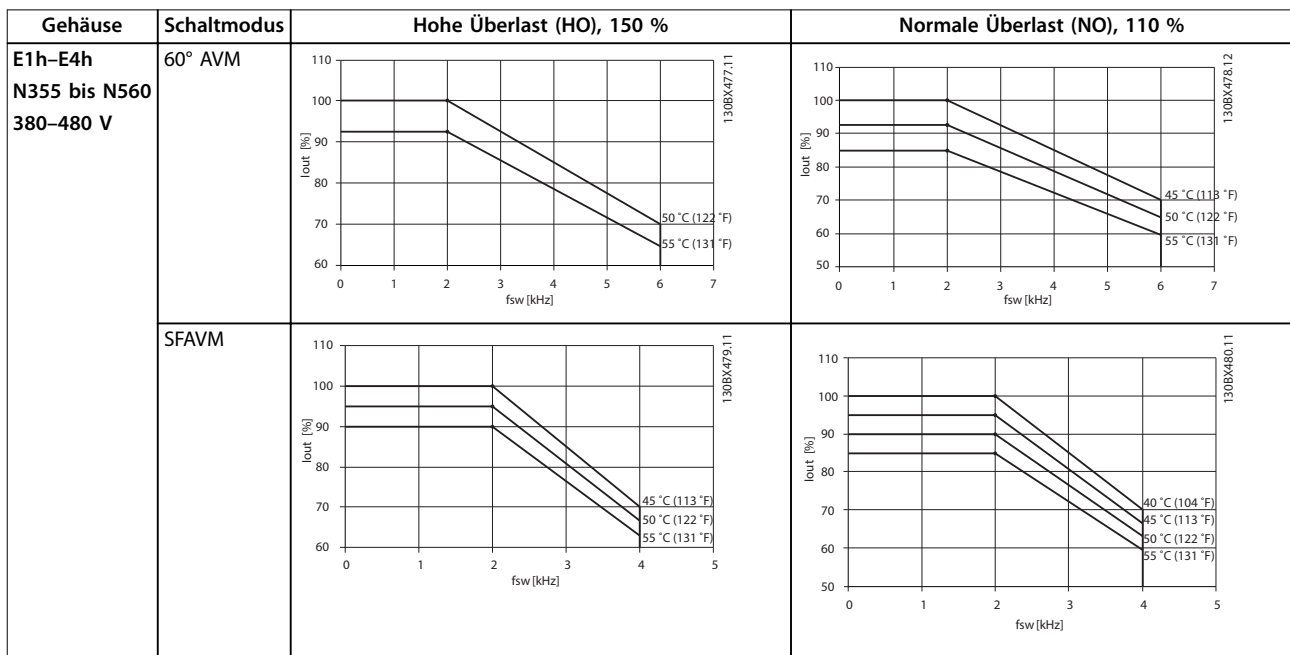 Gehäuse Schaltmodus Hohe Überlast (HO), 150 % Normale Überlast (NO), 110 %
E1h–E4h
N355 bis N560
380–480 V
60° AVM
110
100
90
80
70
60
Iout [%]
0 1 2 3 4 5 6 7
fsw [kHz]
50 ˚C (122 ˚F)
55 ˚C (131 ˚F)
130BX477.11
110
100
90
80
70
60
50
Iout [%]
0 1 2 3 4 5 6 7
fsw [kHz]
45 ˚C (113 ˚F)
50 ˚C (122 ˚F)
55 ˚C (131 ˚F)
130BX478.12
SFAVM
110
100
90
80
70
60
Iout [%]
0 1 2 3 4 5
fsw [kHz]
45 ˚C (113 ˚F)
50 ˚C (122 ˚F)
55 ˚C (131 ˚F)
130BX479.11
110
100
90
80
70
60
50
Iout [%]
0 1 2 3 4 5
fsw [kHz]
40 ˚C (104 ˚F)
45 ˚C (113 ˚F)
50 ˚C (122 ˚F)
55 ˚C (131 ˚F)
130BX480.11